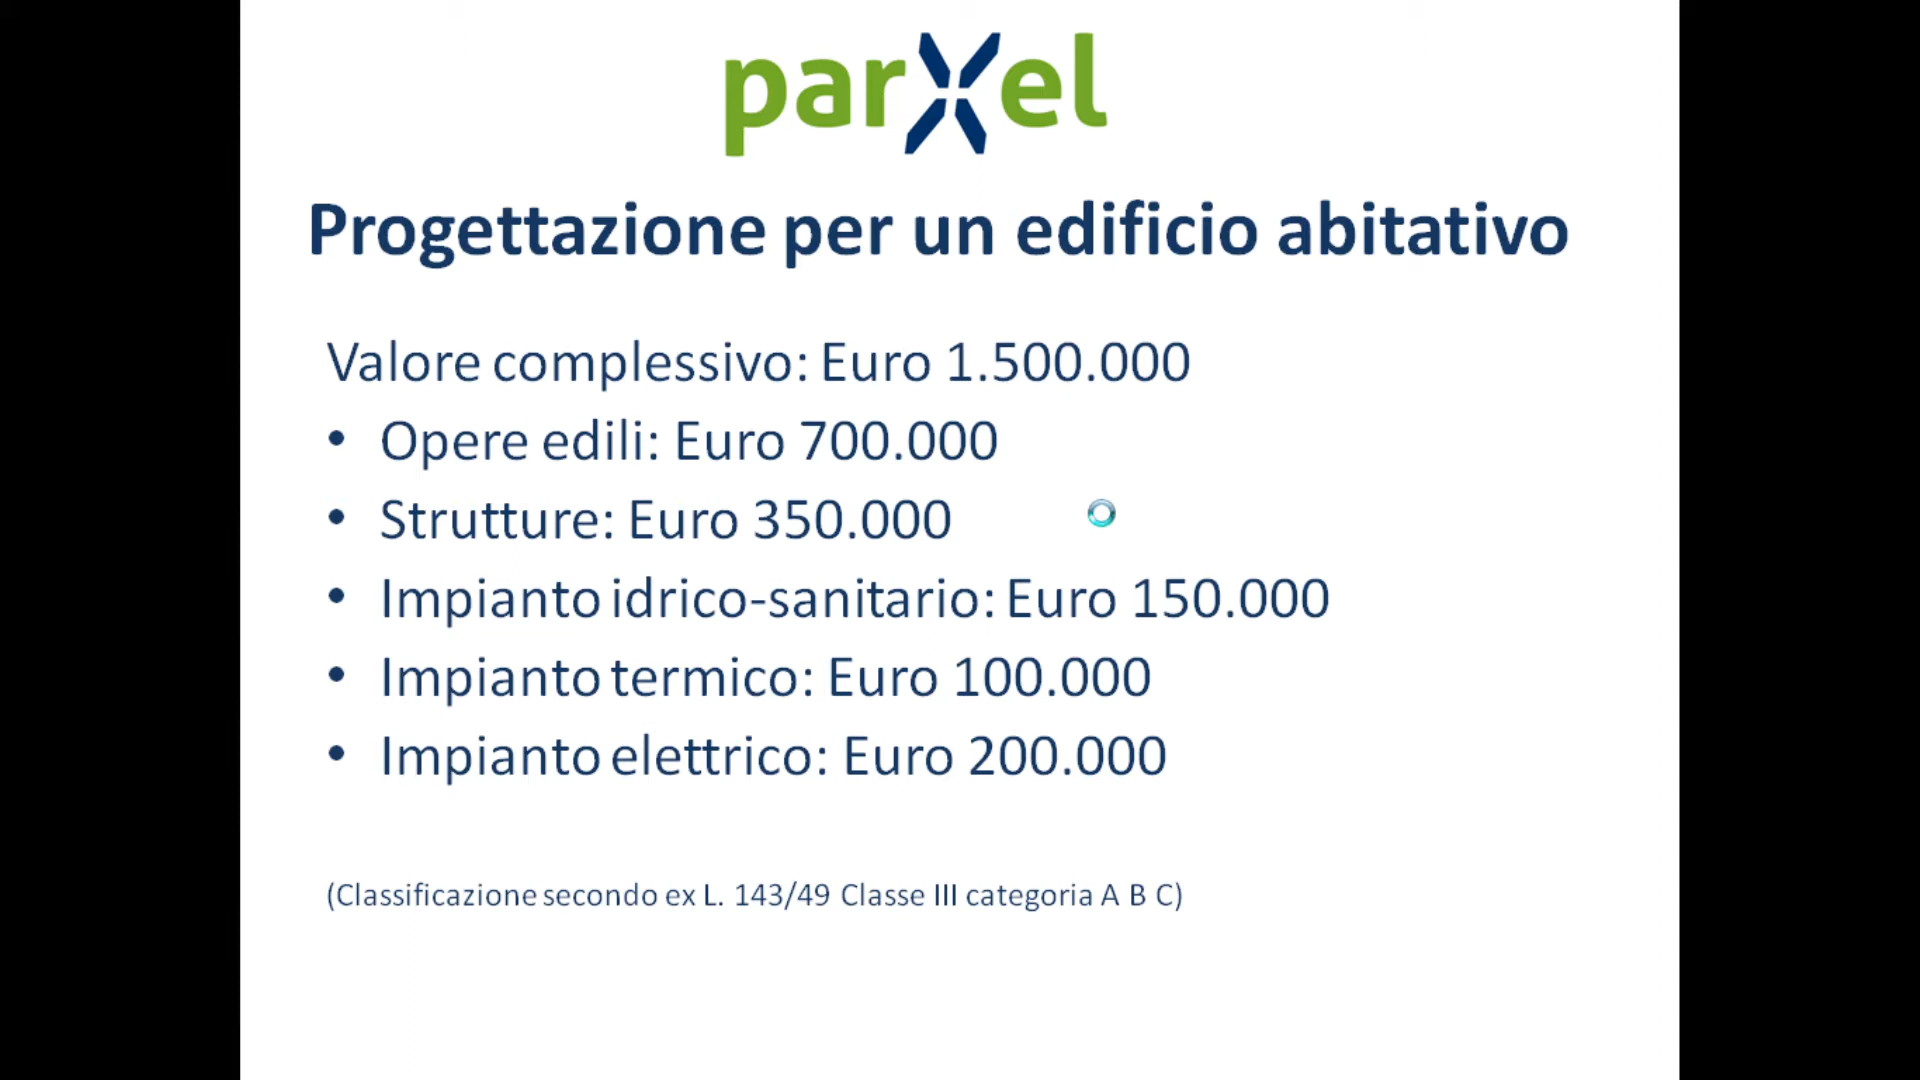 parxel
Progettazione per un edificio abitativo
Valore complessivo: Euro 1.500.000
• Opere edili: Euro 700.000
• Strutture: Euro 350.000
• Impianto idrico-sanitario: Euro 150.000
• Impianto termico: Euro 100.000
• Impianto elettrico: Euro 200.000
(Classificazione secondo ex L. 143/49 Classe III categoria A B C)